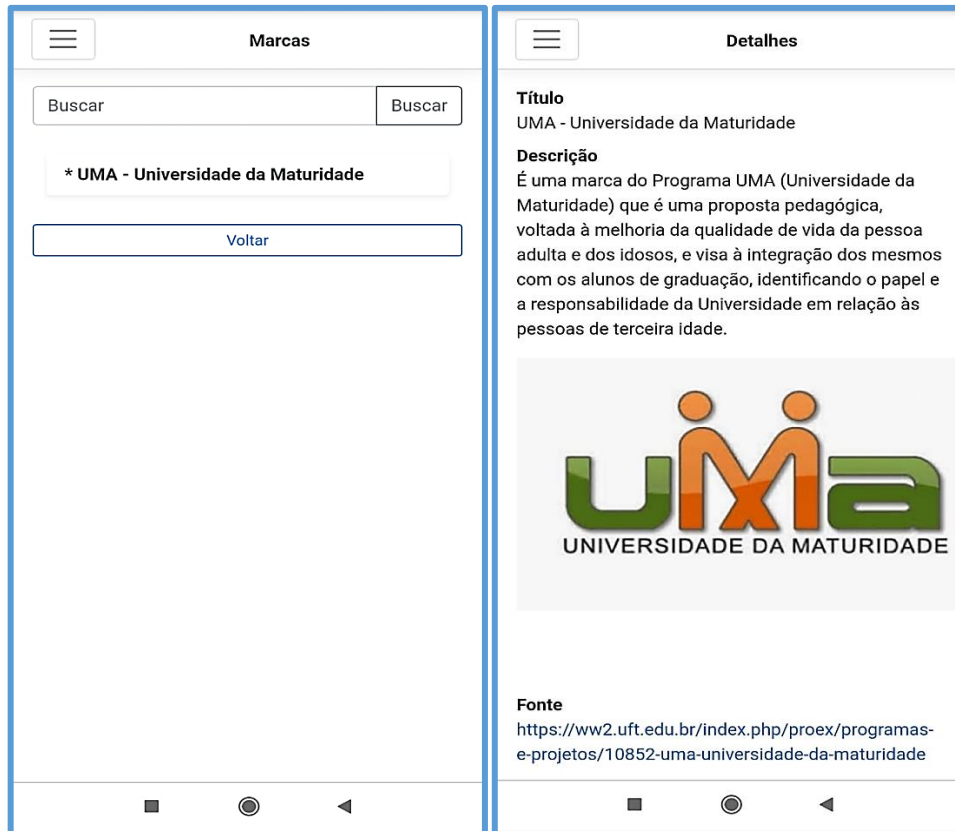 Marcas
Buscar
Buscar
* UMA - Universidade da Maturidade
Voltar
Detalhes
Título
UMA - Universidade da Maturidade
Descrição
É uma marca do Programa UMA (Universidade da
Maturidade) que é uma proposta pedagógica,
voltada à melhoria da qualidade de vida da pessoa
adulta e dos idosos, e visa à integração dos mesmos
com os alunos de graduação, identificando o papel e
a responsabilidade da Universidade em relação às
pessoas de terceira idade.
uMa
UNIVERSIDADE DA MATURIDADE
Fonte
https://ww2.uft.edu.br/index.php/proex/programas-
e-projetos/10852-uma-universidade-da-maturidade